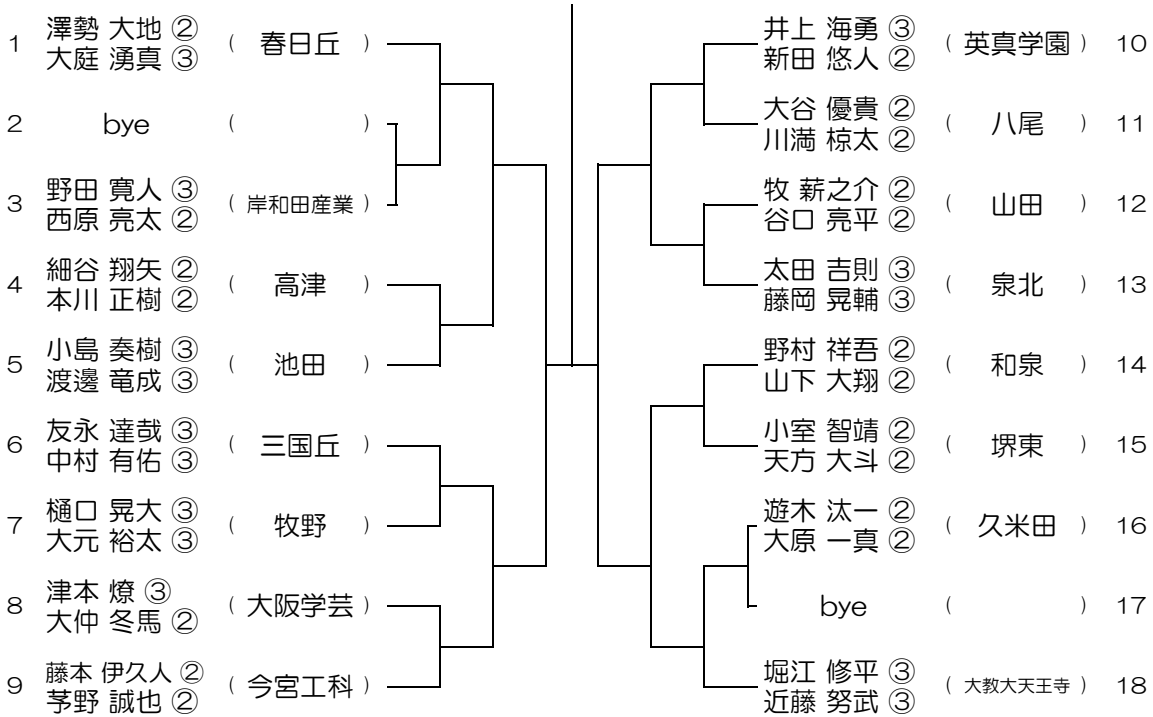 1 澤勢 大地 ② ( 春日丘 )
大庭 湧真 ③
2 bye ( )
3 野田 寛人 ③ ( 岸和田産業 )
西原 亮太 ②
4 細谷 翔矢 ② ( 高津 )
本川 正樹 ②
5 小島 奏樹 ③ ( 池田 )
渡邊 竜成 ③
6 友永 達哉 ③ ( 三国丘 )
中村 有佑 ③
7 樋口 晃大 ③ ( 牧野 )
大元 裕太 ③
8 津本 燎 ③ ( 大阪学芸 )
大仲 冬馬 ②
9 藤本 伊久人 ② ( 今宮工科 )
茅野 誠也 ②
井上 海勇 ③ ( 英真学園 ) 10
新田 悠人 ②
大谷 優貴 ② ( 八尾 ) 11
川満 椋太 ②
牧 薪之介 ② ( 山田 ) 12
谷口 亮平 ②
太田 吉則 ③ ( 泉北 ) 13
藤岡 晃輔 ③
野村 祥吾 ② ( 和泉 ) 14
山下 大翔 ②
小室 智靖 ② ( 堺東 ) 15
天方 大斗 ②
遊木 汰一 ② ( 久米田 ) 16
大原 一真 ②
bye ( ) 17
堀江 修平 ③ ( 大教大天王寺 ) 18
近藤 努武 ③